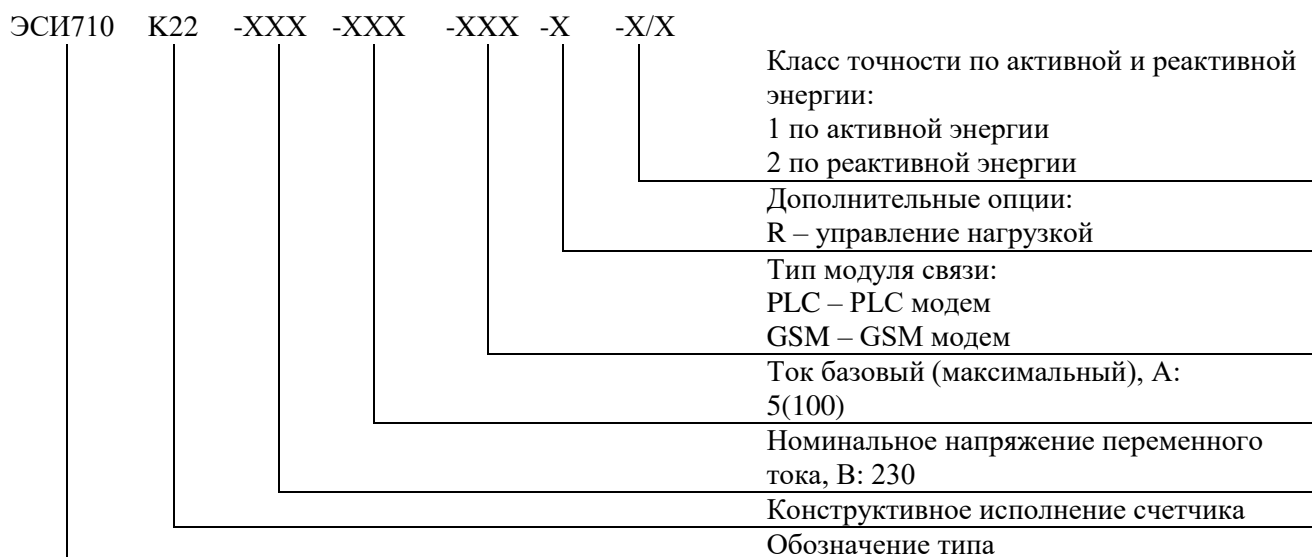 ЭСИ710 K22 -XXX -XXX -XXX -X -X/X
Класс точности по активной и реактивной
энергии:
1 по активной энергии
2 по реактивной энергии
Дополнительные опции:
R – управление нагрузкой
Тип модуля связи:
PLC – PLC модем
GSM – GSM модем
Ток базовый (максимальный), А:
5(100)
Номинальное напряжение переменного
тока, В: 230
Конструктивное исполнение счетчика
Обозначение типа